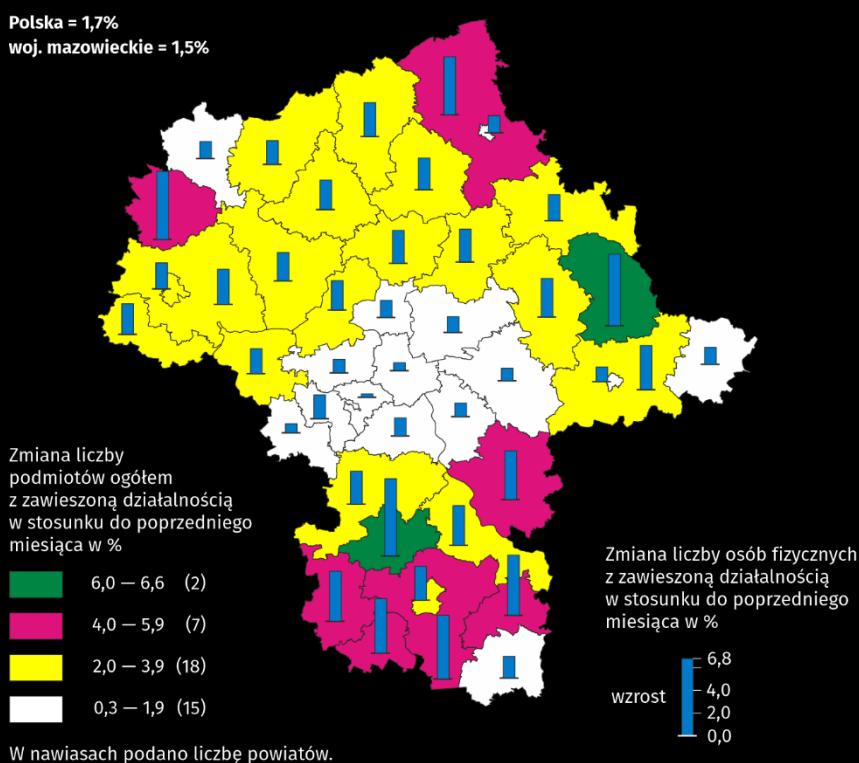 Polska = 1,7%
woj. mazowieckie = 1,5%
Zmiana liczby
podmiotów ogółem
z zawieszoną działalnością
w stosunku do poprzedniego
miesiąca w %
6,0 — 6,6 (2)
4,0 — 5,9 (7)
2,0 — 3,9 (18)
0,3 — 1,9 (15)
W nawiasach podano liczbę powiatów.
Zmiana liczby osób fizycznych
z zawieszoną działalnością
w stosunku do poprzedniego
miesiąca w %
wzrost
6,8
4,0
2,0
0,0